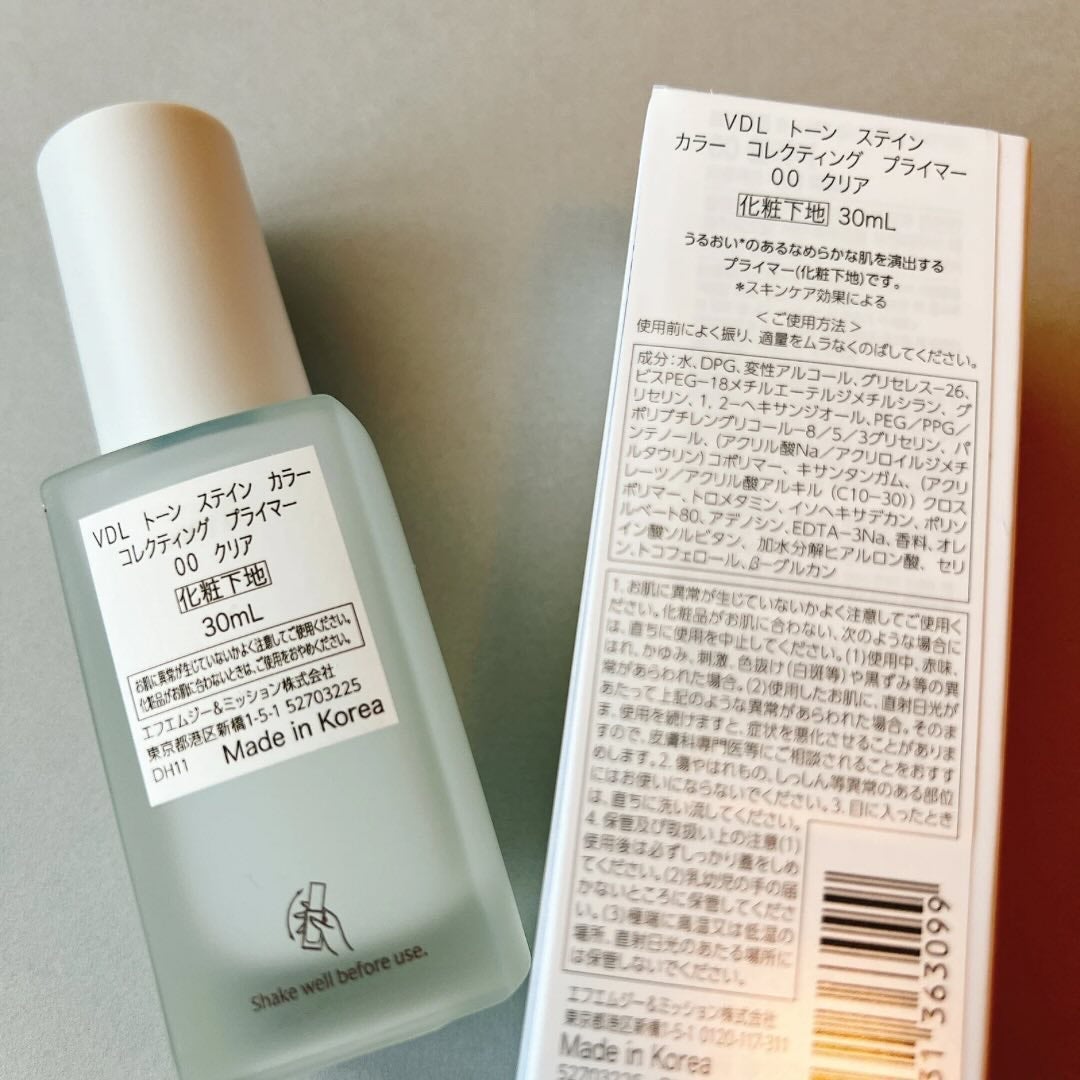 VDL トーン ステイン カラー
コレクティング プライマー
00 クリア
化粧下地
30mL
お肌に異常が生じていないかよく注意してご使用ください。
化粧品がお肌に合わないときは、ご使用をおやめください。
エフエムジー&ミッション株式会社
東京都港区新橋1-5-1 52703225
DH11 Made in Korea
Shake well before use.
VDL トーン ステイン
カラー コレクティング プライマー
00 クリア
化粧下地 30mL
うるおい*のあるなめらかな肌を演出する
プライマー(化粧下地)です。
*スキンケア効果による
<ご使用方法>
使用前によく振り、適量をムラなくのばしてください。
成分:水、DPG、変性アルコール、グリセレス-26、
ビスPEG-18メチルエーテルジメチルシラン、グ
リセリン、1,2-ヘキサンジオール、PEG/PPG/
ポリブチレングリコール-8/5/3グリセリン、パ
ンテノール、(アクリル酸Na/アクリロイルジメチ
ルタウリン)コポリマー、キサンタンガム、(アクリ
レーツ/アクリル酸アルキル(C10-30))クロス
ポリマー、トロメタミン、イソヘキサデカン、ポリソ
ルベート80、アデノシン、EDTA-3Na、香料、オレ
イン酸ソルビタン、加水分解ヒアルロン酸、セリ
ン、トコフェロール、β-グルカン
1.お肌に異常が生じていないかよく注意してご使用く
ださい。化粧品がお肌に合わない、次のような場合に
は、直ちに使用を中止してください。(1)使用中、赤味、
はれ、かゆみ、刺激、色抜け(白斑等)や黒ずみ等の異
常があらわれた場合。(2)使用したお肌に、直射日光が
あたって上記のような異常があらわれた場合。そのま
ま、使用を続けますと、症状を悪化させることがありま
すので、皮膚科専門医等にご相談されることをおすす
めします。2.傷やはれもの、しっしん等異常のある部位
にはお使いにならないでください。3.目に入ったとき
は、直ちに洗い流してください。
4.保管及び取扱い上の注意(1)
使用後は必ずしっかり蓋をしめ
てください。(2)乳幼児の手の届
かないところに保管してくださ
い。(3)極端に高温又は低温の
場所、直射日光のあたる場所に
は保管しないでください。
エフエムジー&ミッション株式会社
東京都港区新橋1-5-1 0120-117-311
Made in Korea
52703225
363099